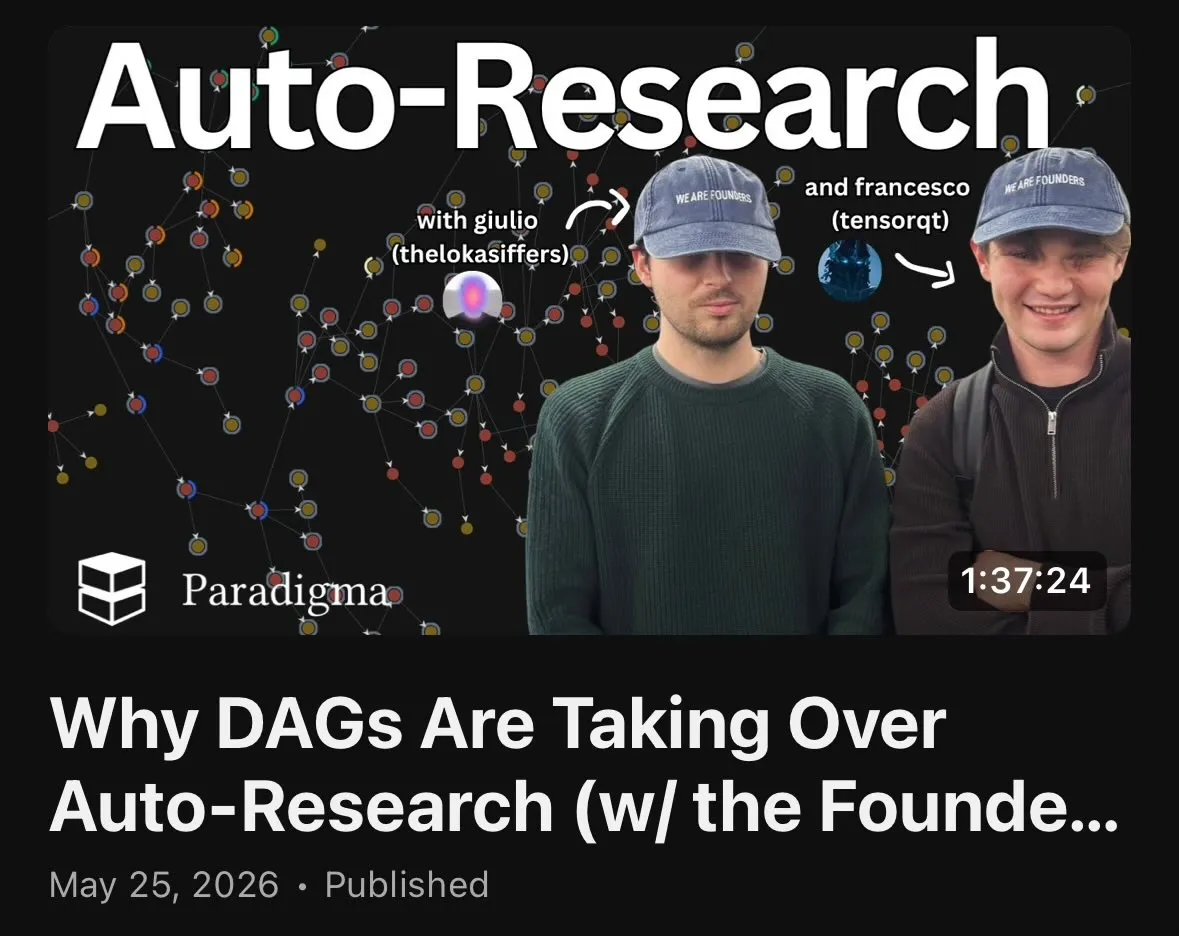 Auto-Research
with giulio
(thelokasiffers)
WE ARE FOUNDERS
and francesco
(tensorqt)
WE ARE FOUNDERS
Paradigma
1:37:24
Why DAGs Are Taking Over
Auto-Research (w/ the Founde...
May 25, 2026 • Published